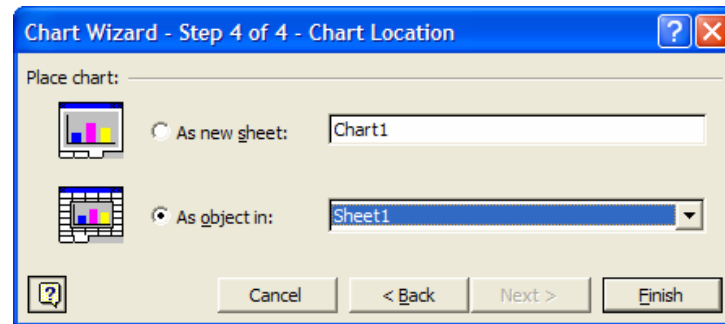 Chart Wizard - Step 4 of 4 - Chart Location
Place chart:
As new sheet: Chart1
As object in: Sheet1
Cancel < Back Next > Finish